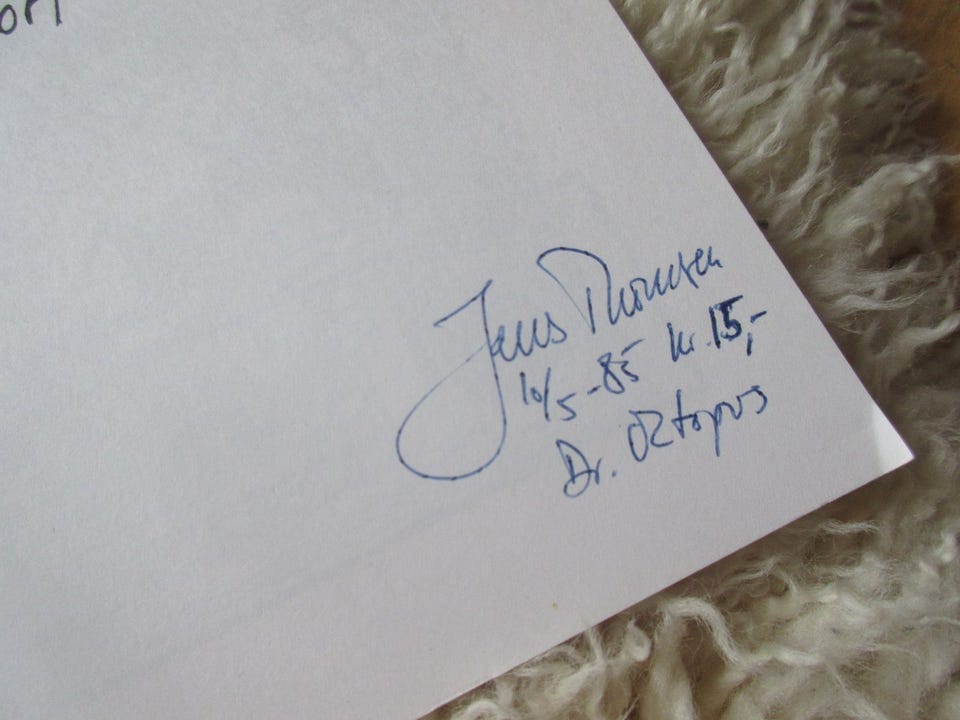 Jens Thomsen
10/5-85 kr. 15,-
Dr. Oktopus